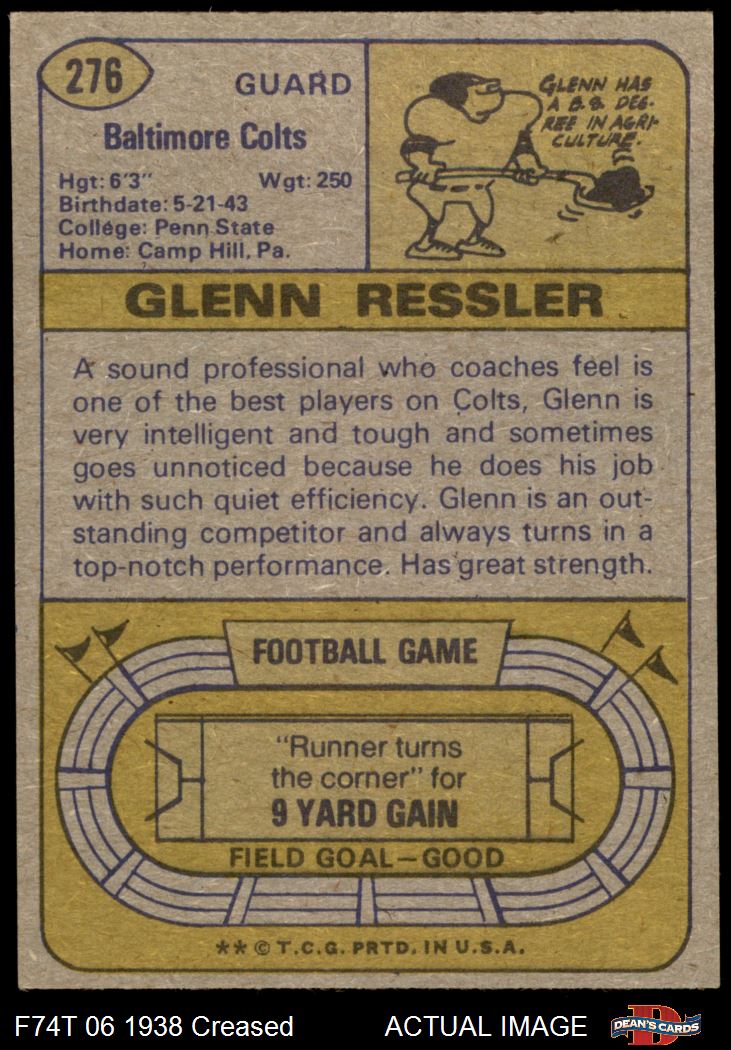 276
GUARD
Baltimore Colts
Hgt: 6'3" Wgt: 250
Birthdate: 5-21-43
College: Penn State
Home: Camp Hill, Pa.
GLENN HAS
A B.S. DEG-
REE IN AGRI-
CULTURE.
GLENN RESSLER
A sound professional who coaches feel is
one of the best players on Colts, Glenn is
very intelligent and tough and sometimes
goes unnoticed because he does his job
with such quiet efficiency. Glenn is an out-
standing competitor and always turns in a
top-notch performance. Has great strength.
FOOTBALL GAME
"Runner turns
the corner" for
9 YARD GAIN
FIELD GOAL—GOOD
** © T.C.G. PRTD. IN U.S.A.
F74T 06 1938 Creased ACTUAL IMAGE
D
DEAN'S CARDS